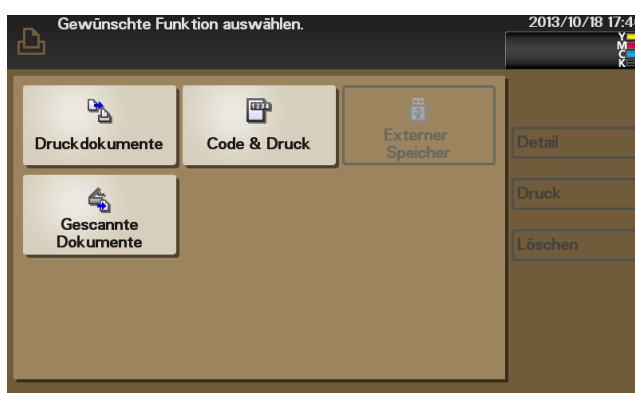 Gewünschte Funktion auswählen.
2013/10/18 17:4
Y
M
C
K
Druckdokumente
Code & Druck
Externer
Speicher
Detail
Druck
Gescannte
Dokumente
Löschen